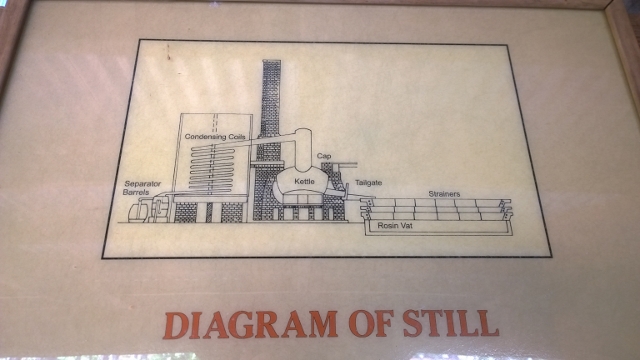 Condensing Coils
Cap
Kettle
Tailgate
Separator
Barrels
Strainers
Rosin Vat
DIAGRAM OF STILL